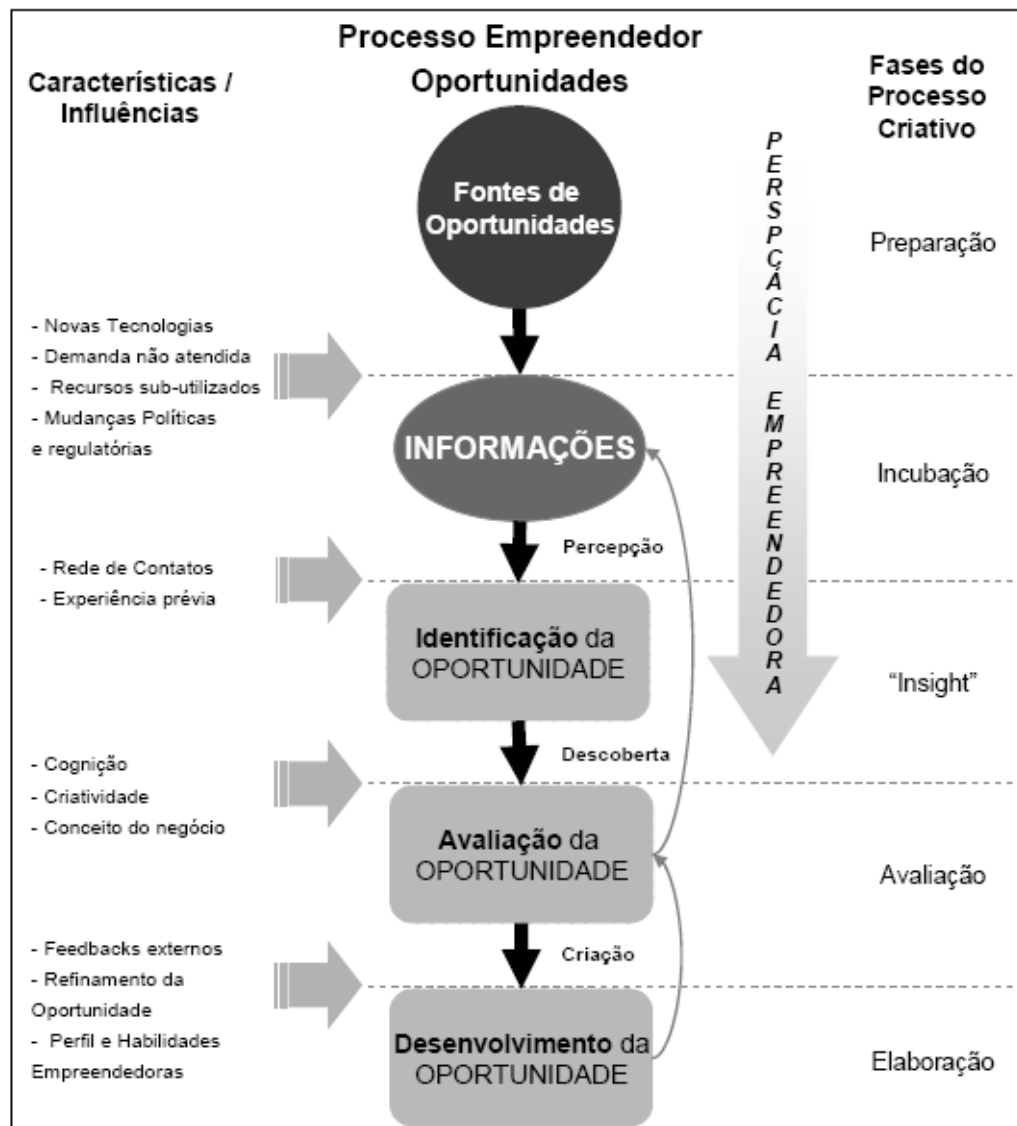 Processo Empreendedor
Oportunidades
Características /
Influências
Fases do
Processo
Criativo
Fontes de
Oportunidades
PERSPCÁCIA EMPREENDEDORA
Preparação
- Novas Tecnologias
- Demanda não atendida
- Recursos sub-utilizados
- Mudanças Políticas
e regulatórias
INFORMAÇÕES
Incubação
Percepção
- Rede de Contatos
- Experiência prévia
Identificação da
OPORTUNIDADE
“Insight”
Descoberta
- Cognição
- Criatividade
- Conceito do negócio
Avaliação da
OPORTUNIDADE
Avaliação
Criação
- Feedbacks externos
- Refinamento da
Oportunidade
- Perfil e Habilidades
Empreendedoras
Desenvolvimento da
OPORTUNIDADE
Elaboração